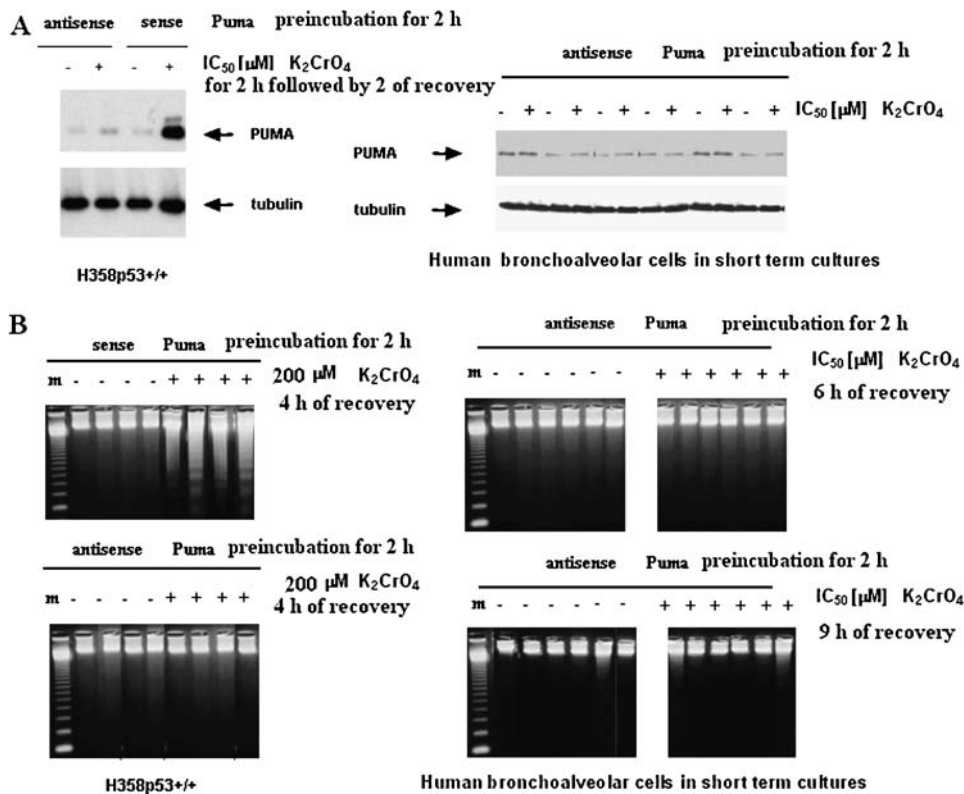 A
antisense sense Puma preincubation for 2 h
- + - + IC50 [µM] K2CrO4
for 2 h followed by 2 of recovery
PUMA
tubulin
H358p53+/+
antisense Puma preincubation for 2 h
- + - + - + - + - + - + IC50 [µM] K2CrO4
PUMA
tubulin
Human bronchoalveolar cells in short term cultures
B
sense Puma preincubation for 2 h
m - - - - + + + + 200 µM K2CrO4
4 h of recovery
antisense Puma preincubation for 2 h
200 µM K2CrO4
m - - - - + + + + 4 h of recovery
H358p53+/+
antisense Puma preincubation for 2 h
IC50 [µM] K2CrO4
m - - - - - - + + + + + +
6 h of recovery
antisense Puma preincubation for 2 h
m - - - - - - + + + + + + IC50 [µM] K2CrO4
9 h of recovery
Human bronchoalveolar cells in short term cultures